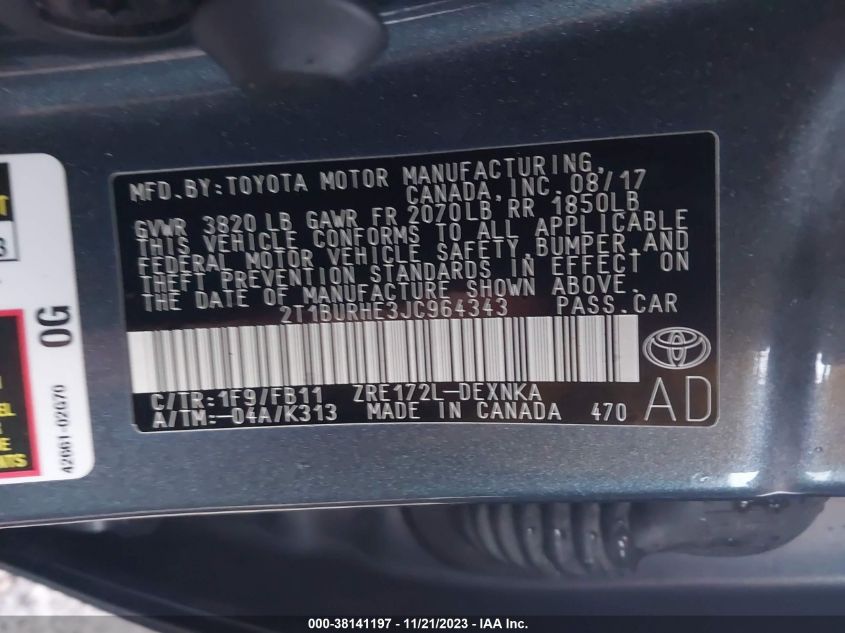 MFD. BY: TOYOTA MOTOR MANUFACTURING,
CANADA, INC. 08/17
GVWR 3820 LB GAWR FR 2070LB RR 1850LB
THIS VEHICLE CONFORMS TO ALL APPLICABLE
FEDERAL MOTOR VEHICLE SAFETY, BUMPER, AND
THEFT PREVENTION STANDARDS IN EFFECT ON
THE DATE OF MANUFACTURE SHOWN ABOVE.
2T1BURHE3JC964343 PASS.CAR
C/TR: 1F9/FB11 ZRE172L-DEXNKA
A/TM: -04A/K313 MADE IN CANADA 470
AD
0G
42661-02G70
000-38141197 - 11/21/2023 - IAA Inc.